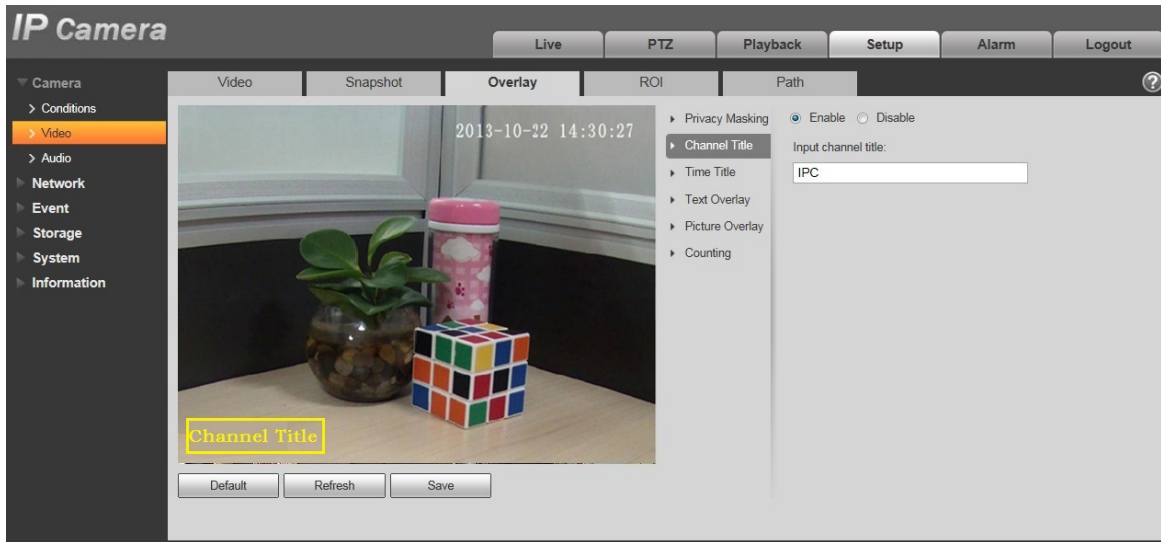 IP Camera
Live PTZ Playback Setup Alarm Logout
Camera
Conditions
Video
Audio
Network
Event
Storage
System
Information
Video Snapshot Overlay ROI Path
?
2013-10-22 14:30:27
Channel Title
Default Refresh Save
Privacy Masking
Channel Title
Time Title
Text Overlay
Picture Overlay
Counting
Enable Disable
Input channel title:
IPC